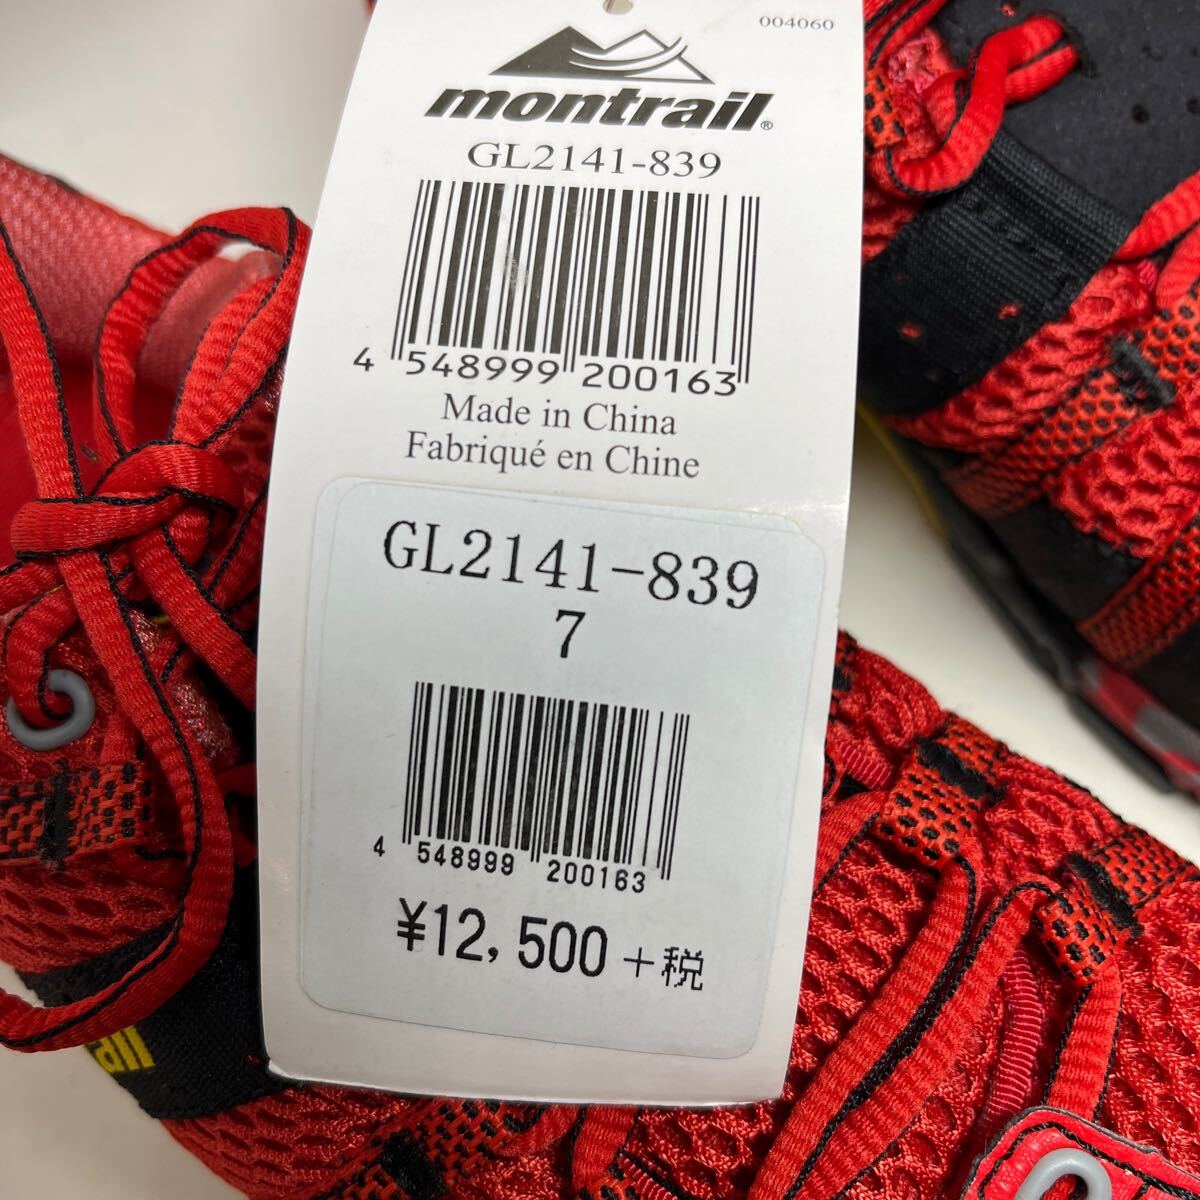 004060
montrail®
GL2141-839
4 548999 200163
Made in China
Fabriqué en Chine
GL2141-839
7
4 548999 200163
¥12,500+税
ail